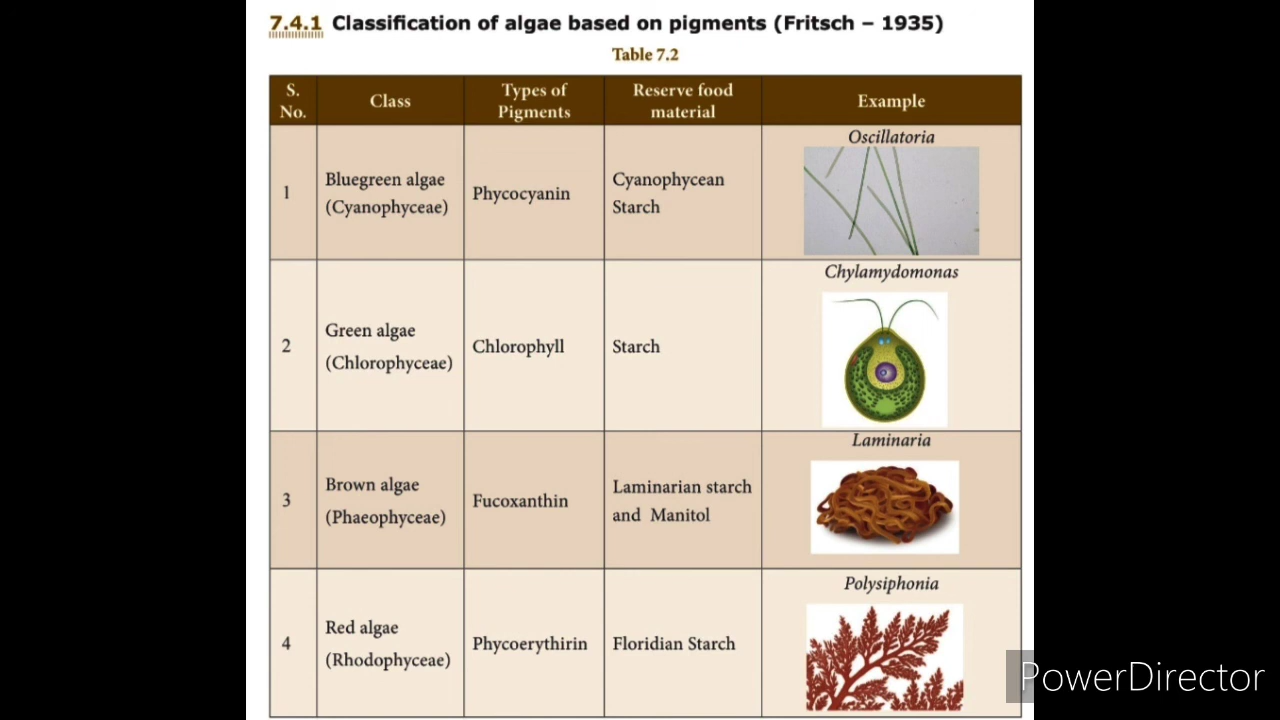 7.4.1 Classification of algae based on pigments (Fritsch – 1935)
Table 7.2
S. No. Class Types of Pigments Reserve food material Example
1 Bluegreen algae (Cyanophyceae) Phycocyanin Cyanophycean Starch Oscillatoria
2 Green algae (Chlorophyceae) Chlorophyll Starch Chylamydomonas
3 Brown algae (Phaeophyceae) Fucoxanthin Laminarian starch and Manitol Laminaria
4 Red algae (Rhodophyceae) Phycoerythirin Floridian Starch Polysiphonia
PowerDirector